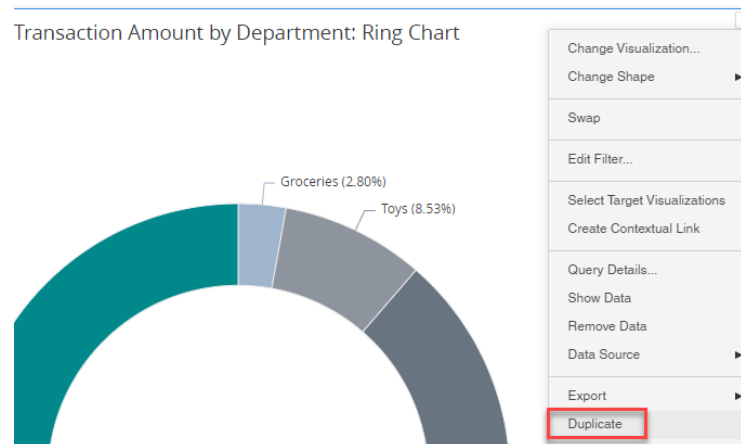 Transaction Amount by Department: Ring Chart
Groceries (2.80%)
Toys (8.53%)
Change Visualization...
Change Shape
Swap
Edit Filter...
Select Target Visualizations
Create Contextual Link
Query Details...
Show Data
Remove Data
Data Source
Export
Duplicate